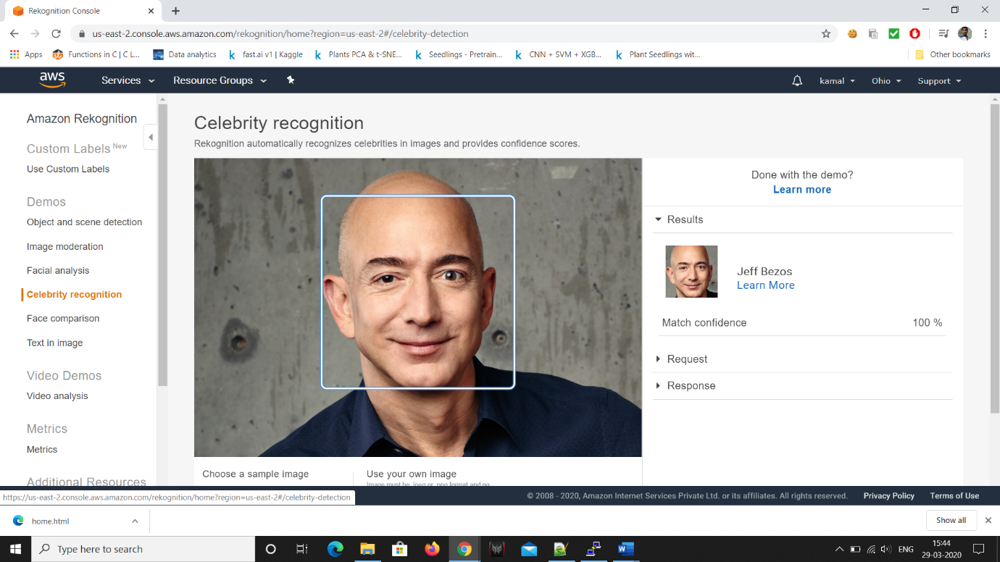 Rekognition Console
us-east-2.console.aws.amazon.com/rekognition/home?region=us-east-2#/celebrity-detection
Apps Functions in C | C L... Data analytics fast.ai v1 | Kaggle Plants PCA & t-SNE... Seedlings - Pretrain... CNN + SVM + XGB... Plant Seedlings wit... Other bookmarks
aws Services Resource Groups kamal Ohio Support
Amazon Rekognition
Custom Labels New
Use Custom Labels
Demos
Object and scene detection
Image moderation
Facial analysis
Celebrity recognition
Face comparison
Text in image
Video Demos
Video analysis
Metrics
Metrics
Additional Resources
Celebrity recognition
Rekognition automatically recognizes celebrities in images and provides confidence scores.
Done with the demo?
Learn more
Results
Jeff Bezos
Learn More
Match confidence 100 %
Request
Response
Choose a sample image
Use your own image
Image must be .jpeg or .png format and no
https://us-east-2.console.aws.amazon.com/rekognition/home?region=us-east-2#/celebrity-detection
© 2008 - 2020, Amazon Internet Services Private Ltd. or its affiliates. All rights reserved. Privacy Policy Terms of Use
home.html Show all
Type here to search
ENG
15:44
29-03-2020